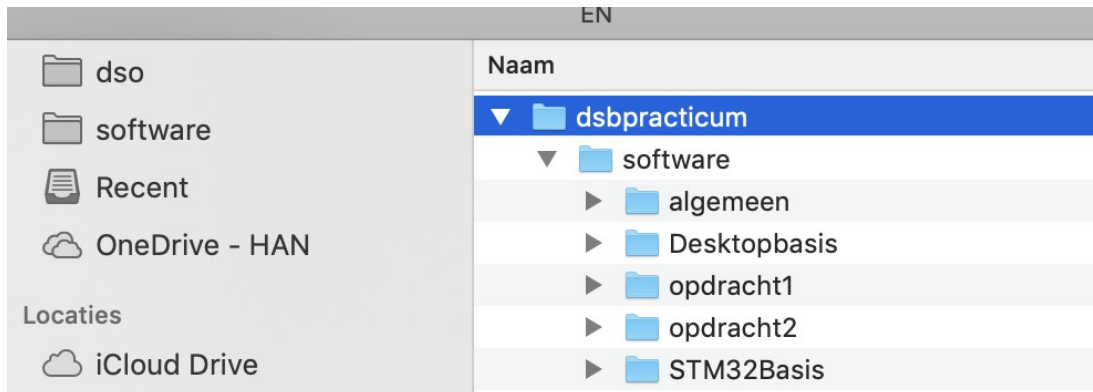 EN
dso
software
Recent
OneDrive - HAN
Locaties
iCloud Drive
Naam
dsbpracticum
software
algemeen
Desktopbasis
opdracht1
opdracht2
STM32Basis